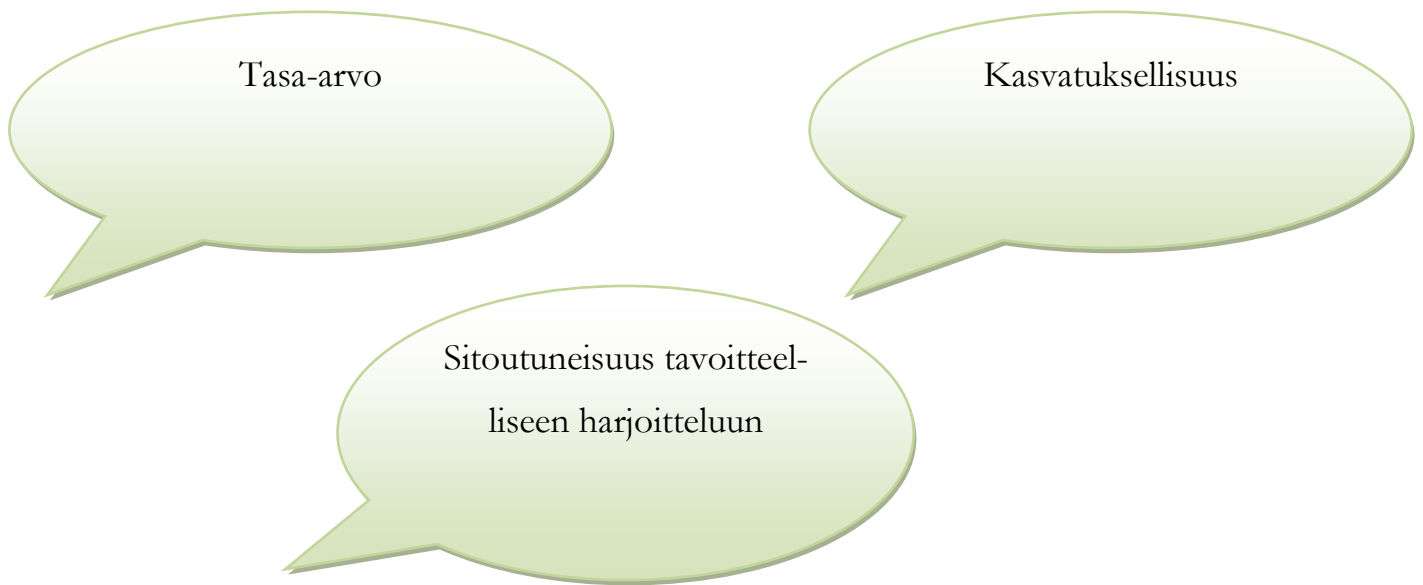 Tasa-arvo
Kasvatuksellisuus
Sitoutuneisuus tavoitteel-
liseen harjoitteluun